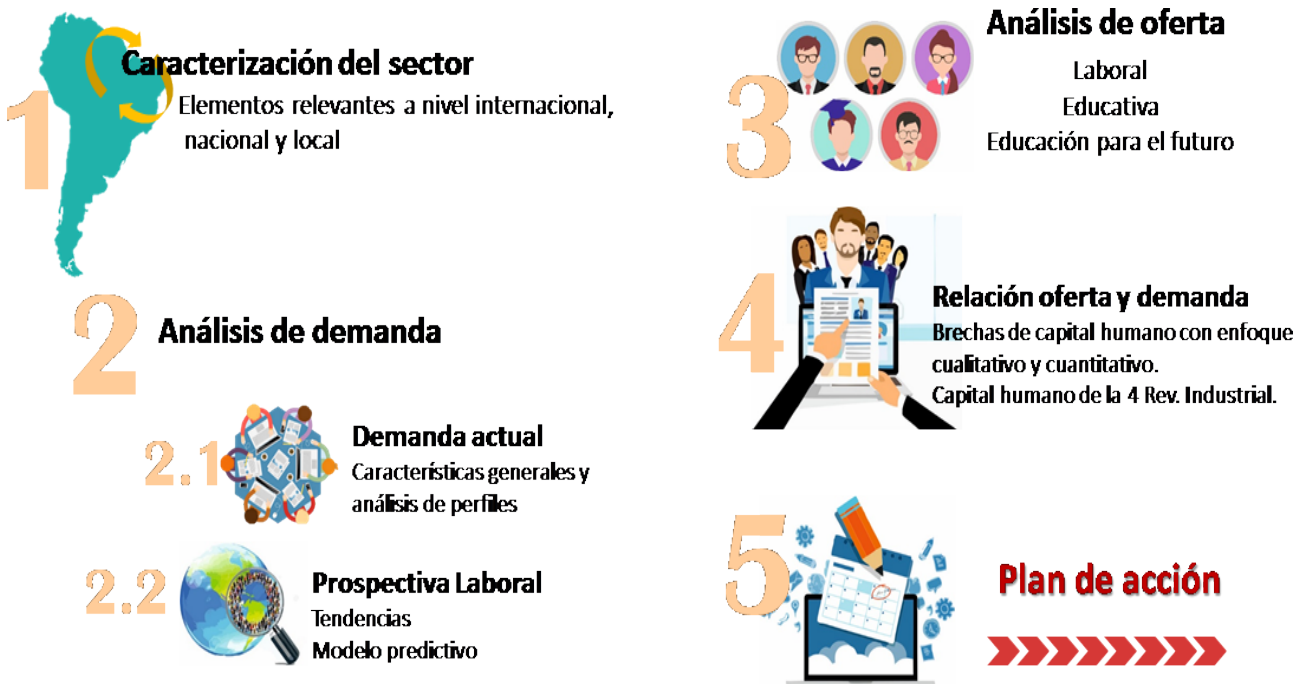 1
Caracterización del sector
Elementos relevantes a nivel internacional,
nacional y local
2
Análisis de demanda
2.1
Demanda actual
Características generales y
análisis de perfiles
2.2
Prospectiva Laboral
Tendencias
Modelo predictivo
3
Análisis de oferta
Laboral
Educativa
Educación para el futuro
4
Relación oferta y demanda
Brechas de capital humano con enfoque
cualitativo y cuantitativo.
Capital humano de la 4 Rev. Industrial.
5
Plan de acción